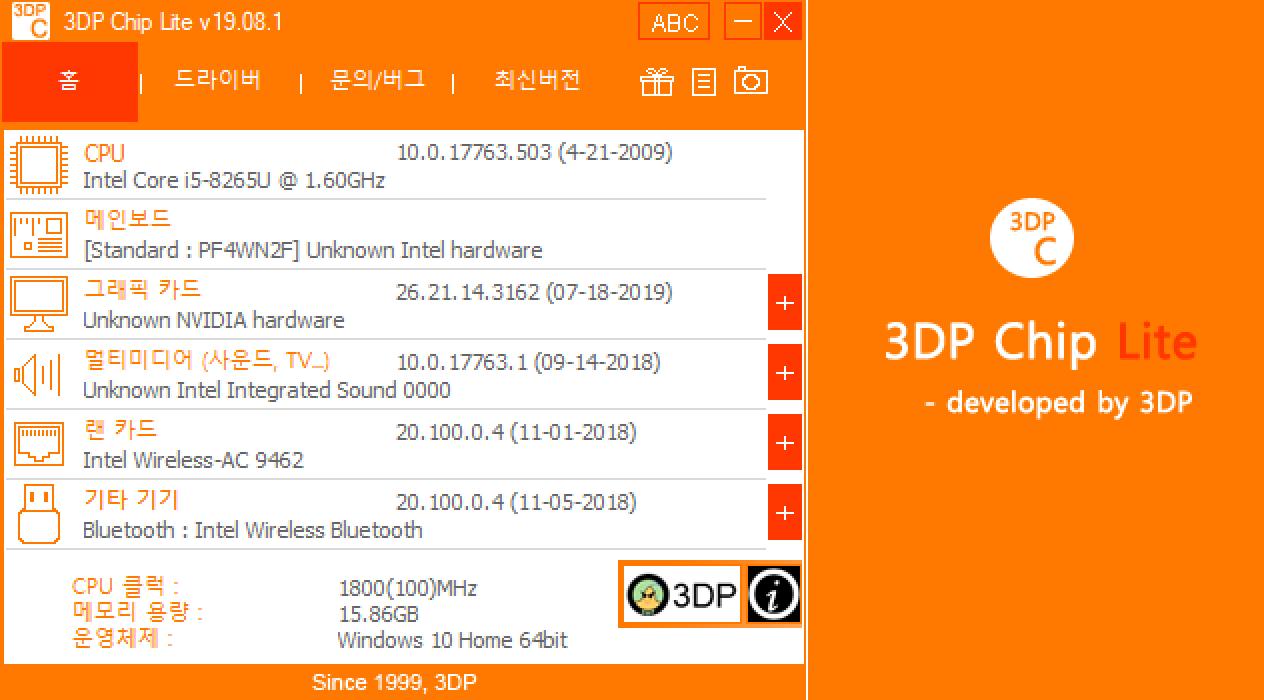 3DP
C
3DP Chip Lite v19.08.1
ABC
홈
드라이버
문의/버그
최신버전
CPU 10.0.17763.503 (4-21-2009)
Intel Core i5-8265U @ 1.60GHz
메인보드
[Standard : PF4WN2F] Unknown Intel hardware
그래픽 카드 26.21.14.3162 (07-18-2019)
Unknown NVIDIA hardware
멀티미디어 (사운드, TV...) 10.0.17763.1 (09-14-2018)
Unknown Intel Integrated Sound 0000
랜 카드 20.100.0.4 (11-01-2018)
Intel Wireless-AC 9462
기타 기기 20.100.0.4 (11-05-2018)
Bluetooth : Intel Wireless Bluetooth
CPU 클럭 : 1800(100)MHz
메모리 용량 : 15.86GB
운영체제 : Windows 10 Home 64bit
3DP
i
Since 1999, 3DP
3DP
C
3DP Chip Lite
- developed by 3DP